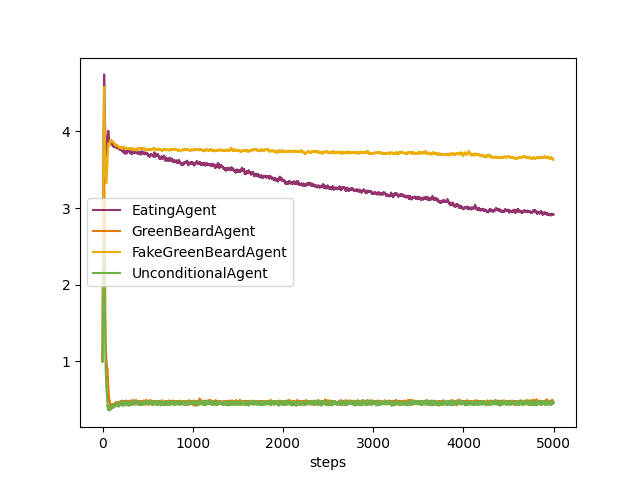 4
3
2
1
EatingAgent
GreenBeardAgent
FakeGreenBeardAgent
UnconditionalAgent
0 1000 2000 3000 4000 5000
steps